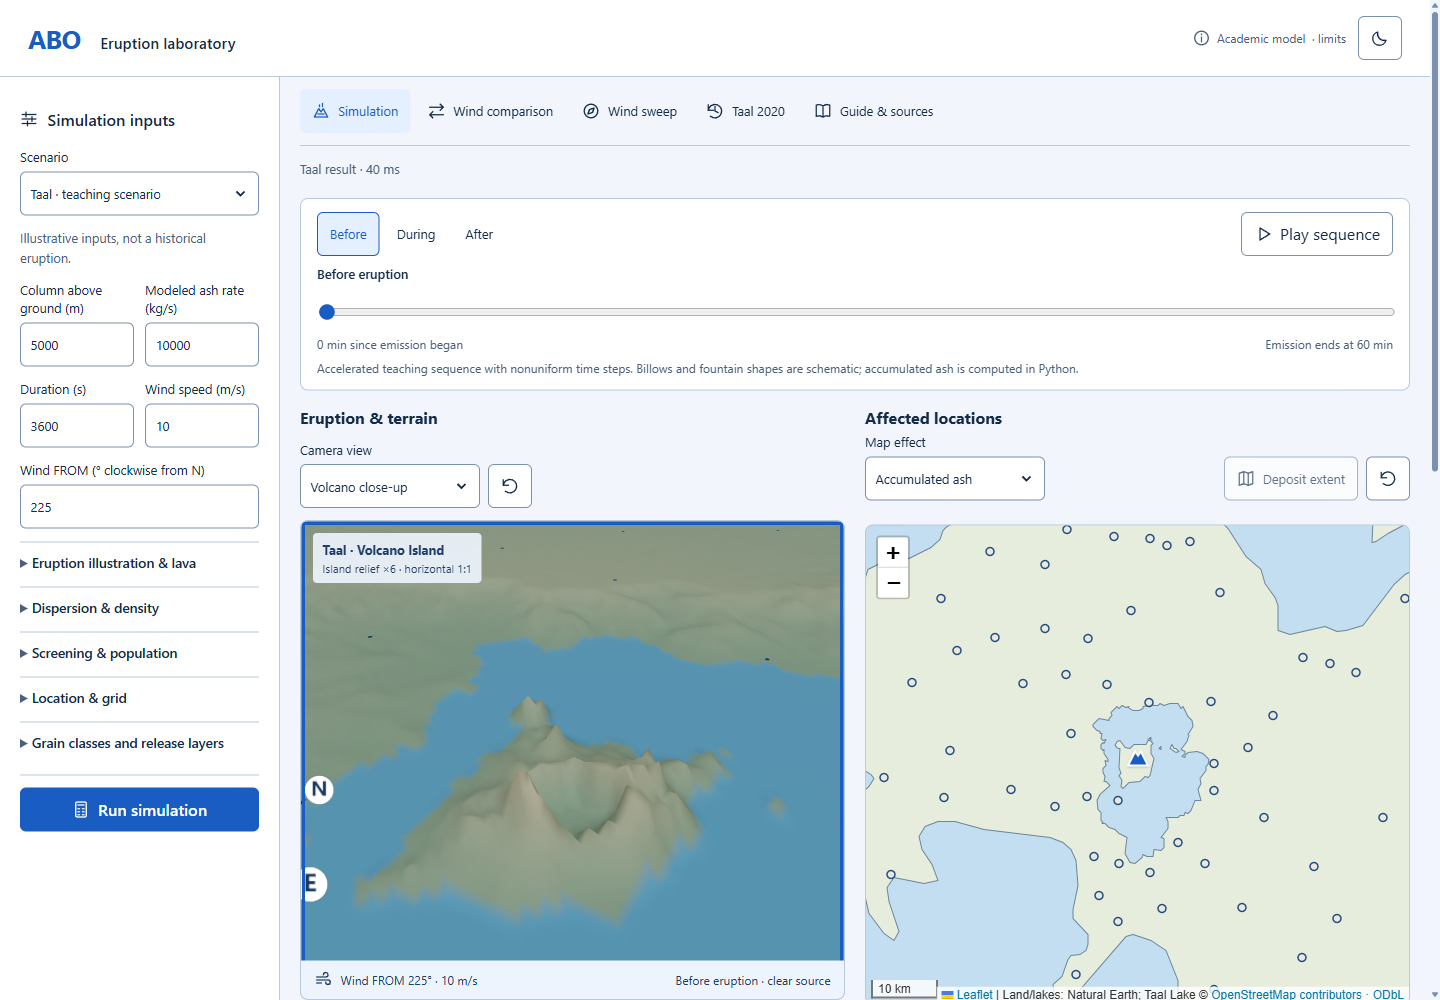 ABO
Eruption laboratory
Academic model · limits
Simulation inputs
Scenario
Taal · teaching scenario
Illustrative inputs, not a historical
eruption.
Column above
ground (m)
Modeled ash rate
(kg/s)
5000
10000
Duration (s)
Wind speed (m/s)
3600
10
Wind FROM (° clockwise from N)
225
Eruption illustration & lava
Dispersion & density
Screening & population
Location & grid
Grain classes and release layers
Run simulation
Simulation
Wind comparison
Wind sweep
Taal 2020
Guide & sources
Taal result · 40 ms
Before
During
After
Play sequence
Before eruption
0 min since emission began
Emission ends at 60 min
Accelerated teaching sequence with nonuniform time steps. Billows and fountain shapes are schematic; accumulated ash is computed in Python.
Eruption & terrain
Camera view
Volcano close-up
Taal · Volcano Island
Island relief ×6 · horizontal 1:1
N
E
Wind FROM 225° · 10 m/s
Before eruption · clear source
Affected locations
Map effect
Accumulated ash
Deposit extent
+
−
10 km
Leaflet | Land/lakes: Natural Earth; Taal Lake © OpenStreetMap contributors · ODbL